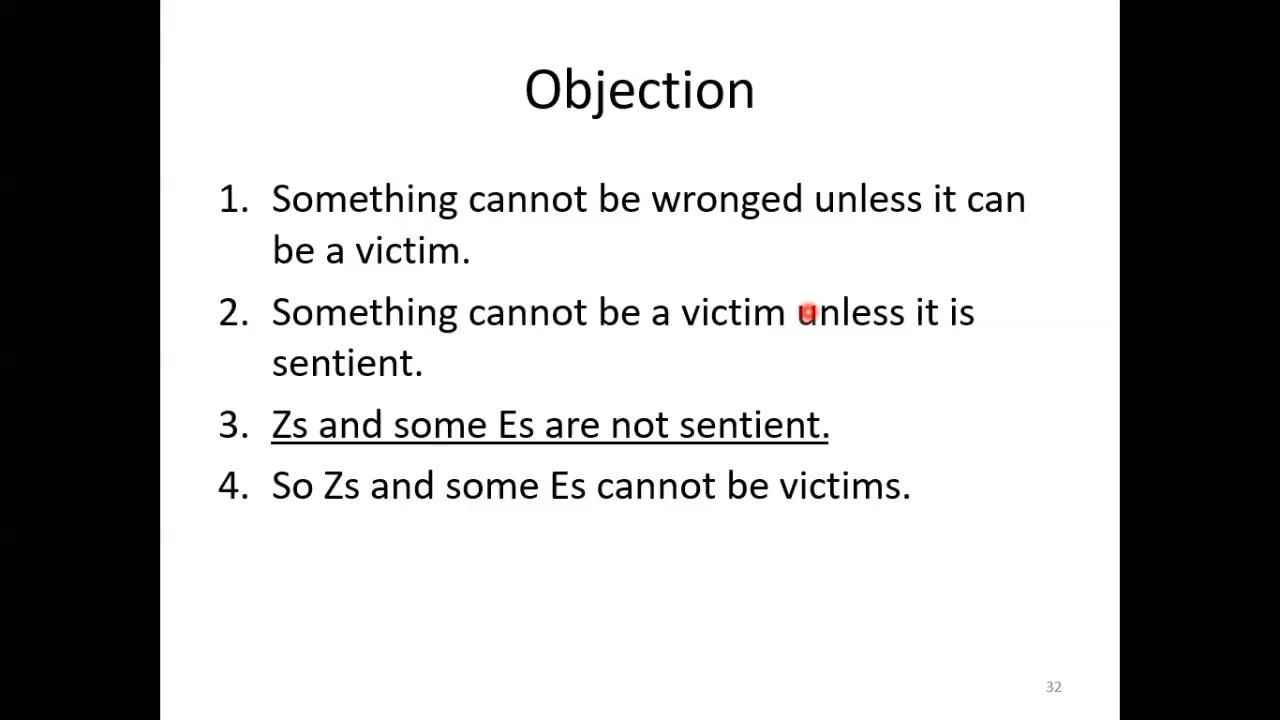 Objection
1. Something cannot be wronged unless it can
be a victim.
2. Something cannot be a victim unless it is
sentient.
3. Zs and some Es are not sentient.
4. So Zs and some Es cannot be victims.
32